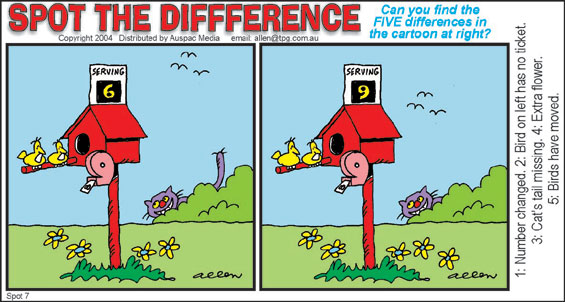 SPOT THE DIFFFERENCE
Can you find the
FIVE differences in
the cartoon at right?
Copyright 2004 Distributed by Auspac Media email: allen@tpg.com.au
SERVING
6
allen
SERVING
9
allen
Spot 7
1: Number changed. 2: Bird on left has no ticket.
3: Cat's tail missing. 4: Extra flower.
5: Birds have moved.